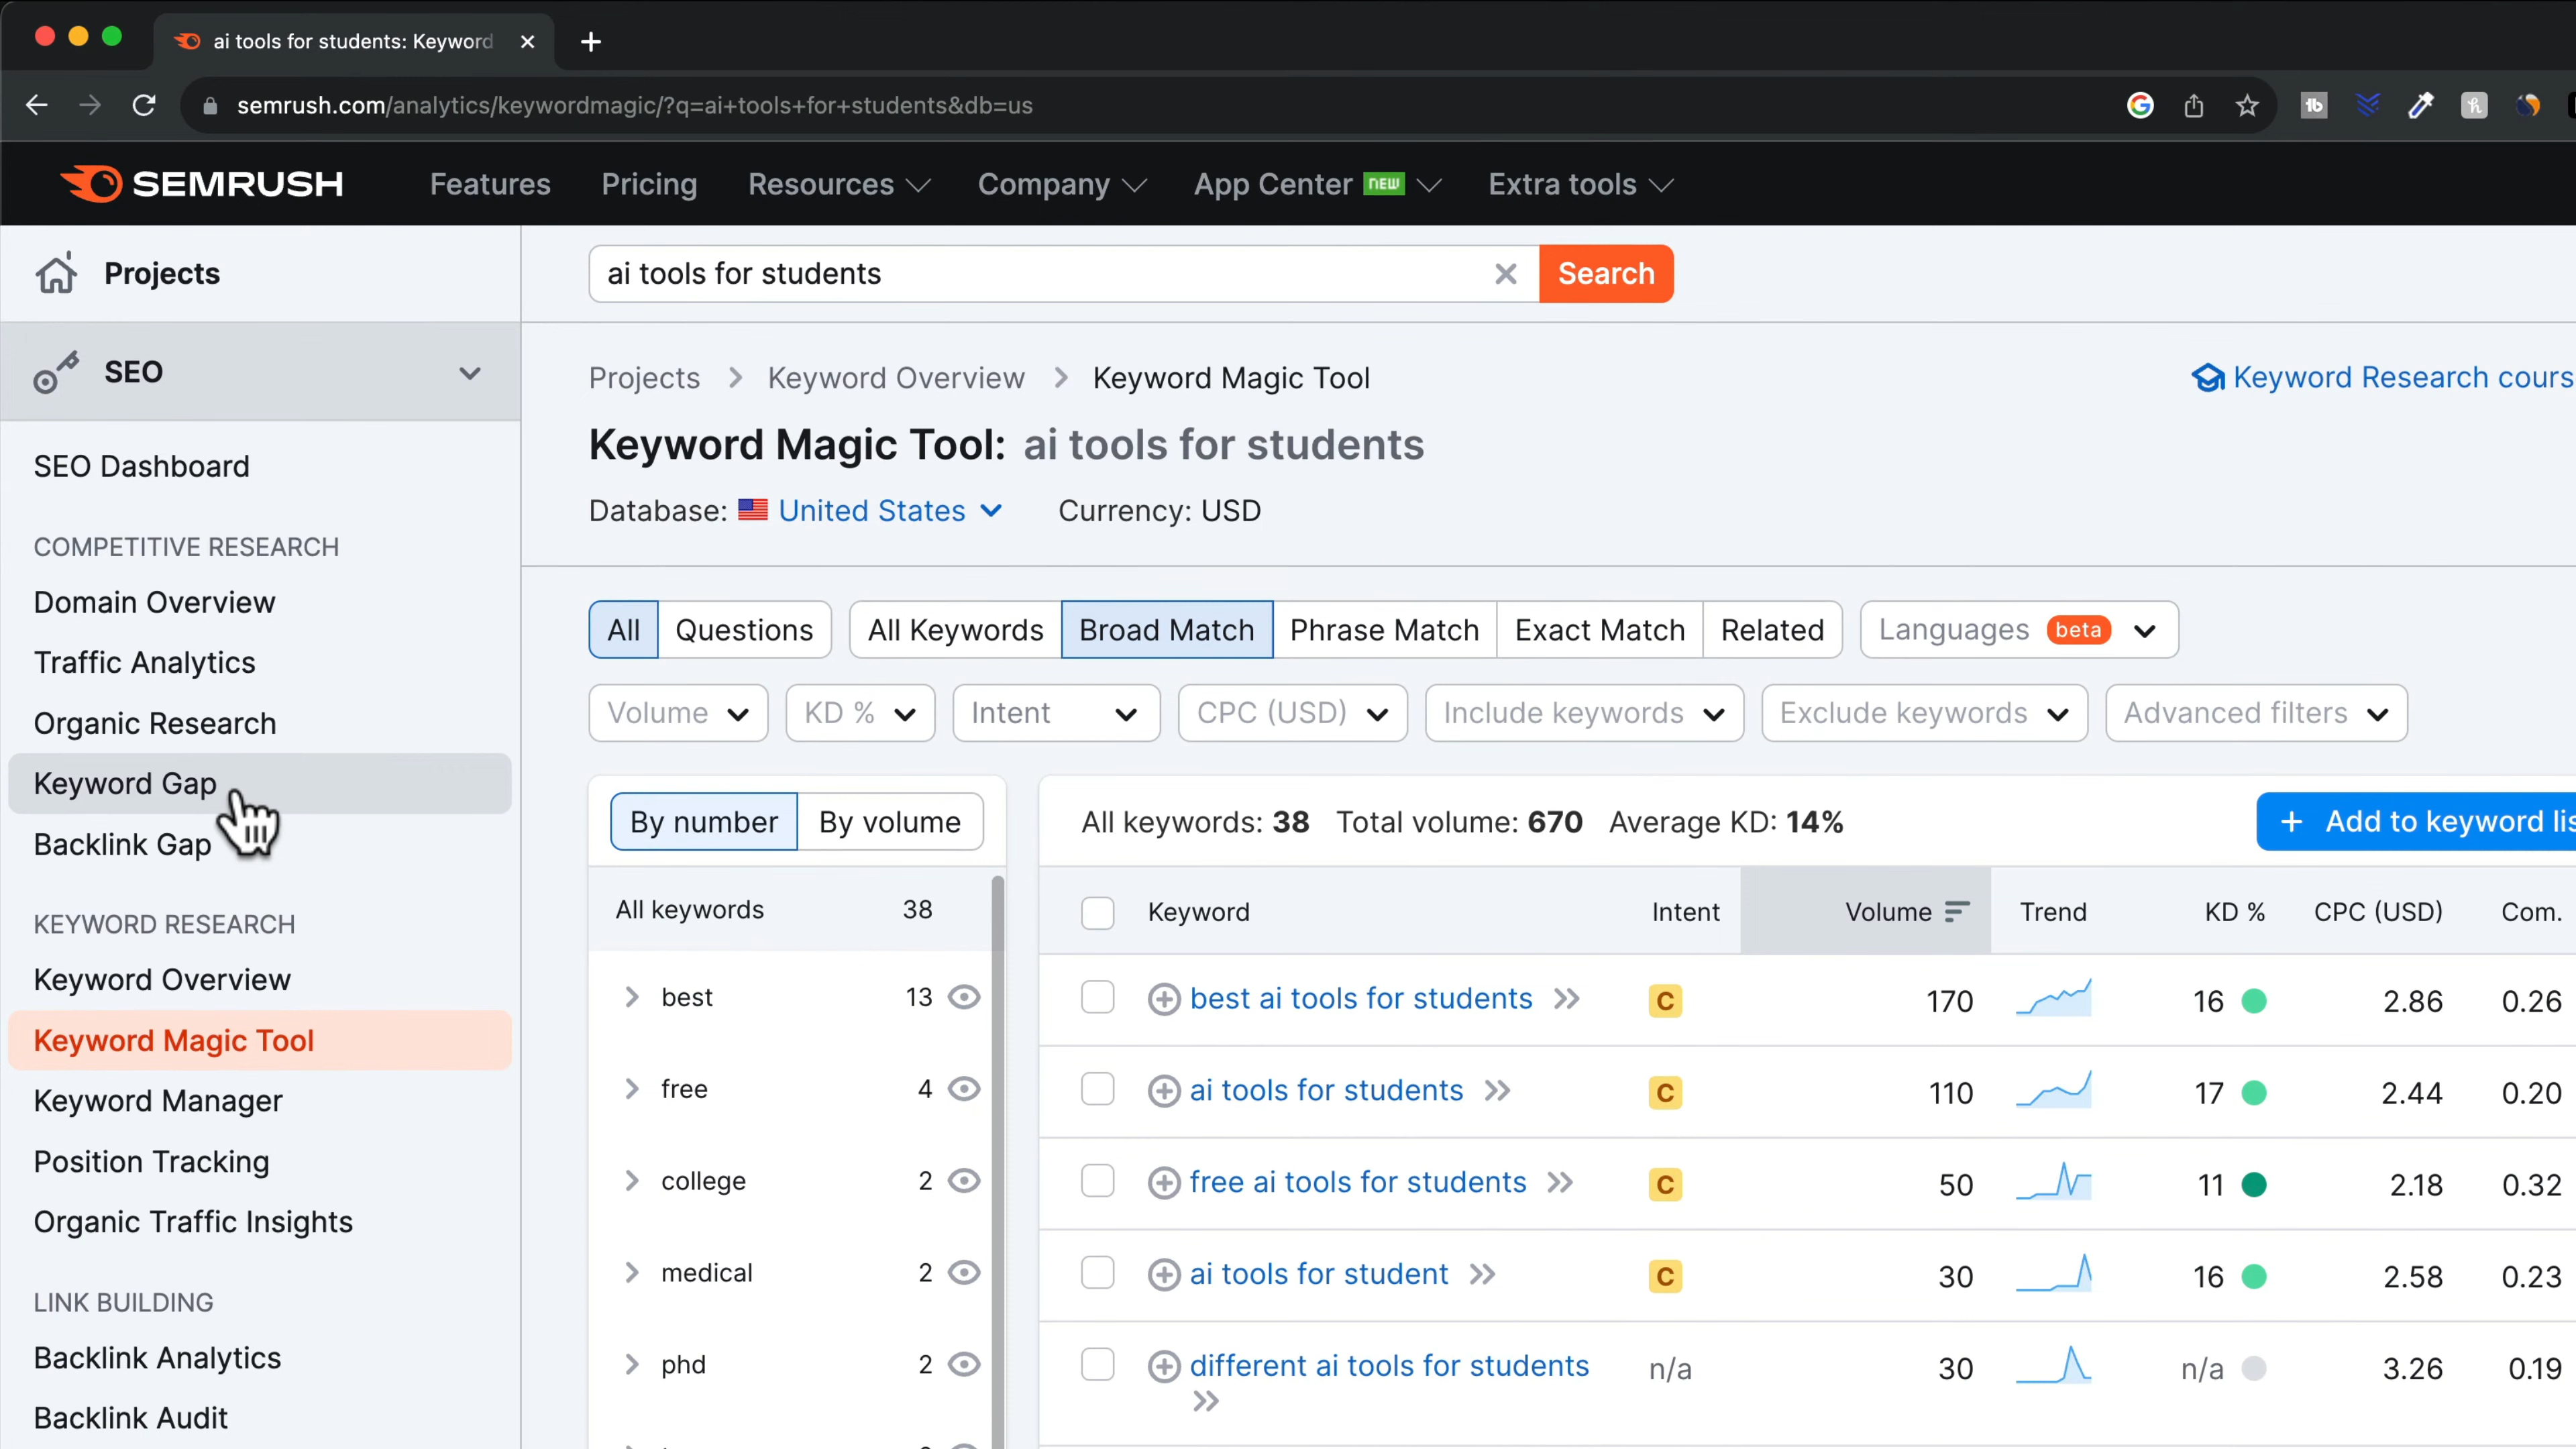 ai tools for students: Keyword
semrush.com/analytics/keywordmagic/?q=ai+tools+for+students&db=us
SEMRUSH Features Pricing Resources Company App Center new Extra tools
Projects
SEO
SEO Dashboard
COMPETITIVE RESEARCH
Domain Overview
Traffic Analytics
Organic Research
Keyword Gap
Backlink Gap
KEYWORD RESEARCH
Keyword Overview
Keyword Magic Tool
Keyword Manager
Position Tracking
Organic Traffic Insights
LINK BUILDING
Backlink Analytics
Backlink Audit
ai tools for students Search
Projects > Keyword Overview > Keyword Magic Tool
Keyword Research cours
Keyword Magic Tool: ai tools for students
Database: United States Currency: USD
All Questions All Keywords Broad Match Phrase Match Exact Match Related Languages beta
Volume KD % Intent CPC (USD) Include keywords Exclude keywords Advanced filters
By number By volume
All keywords 38
best 13
free 4
college 2
medical 2
phd 2
All keywords: 38 Total volume: 670 Average KD: 14%
+ Add to keyword lis
Keyword Intent Volume Trend KD % CPC (USD) Com.
best ai tools for students C 170 16 2.86 0.26
ai tools for students C 110 17 2.44 0.20
free ai tools for students C 50 11 2.18 0.32
ai tools for student C 30 16 2.58 0.23
different ai tools for students n/a 30 n/a 3.26 0.19